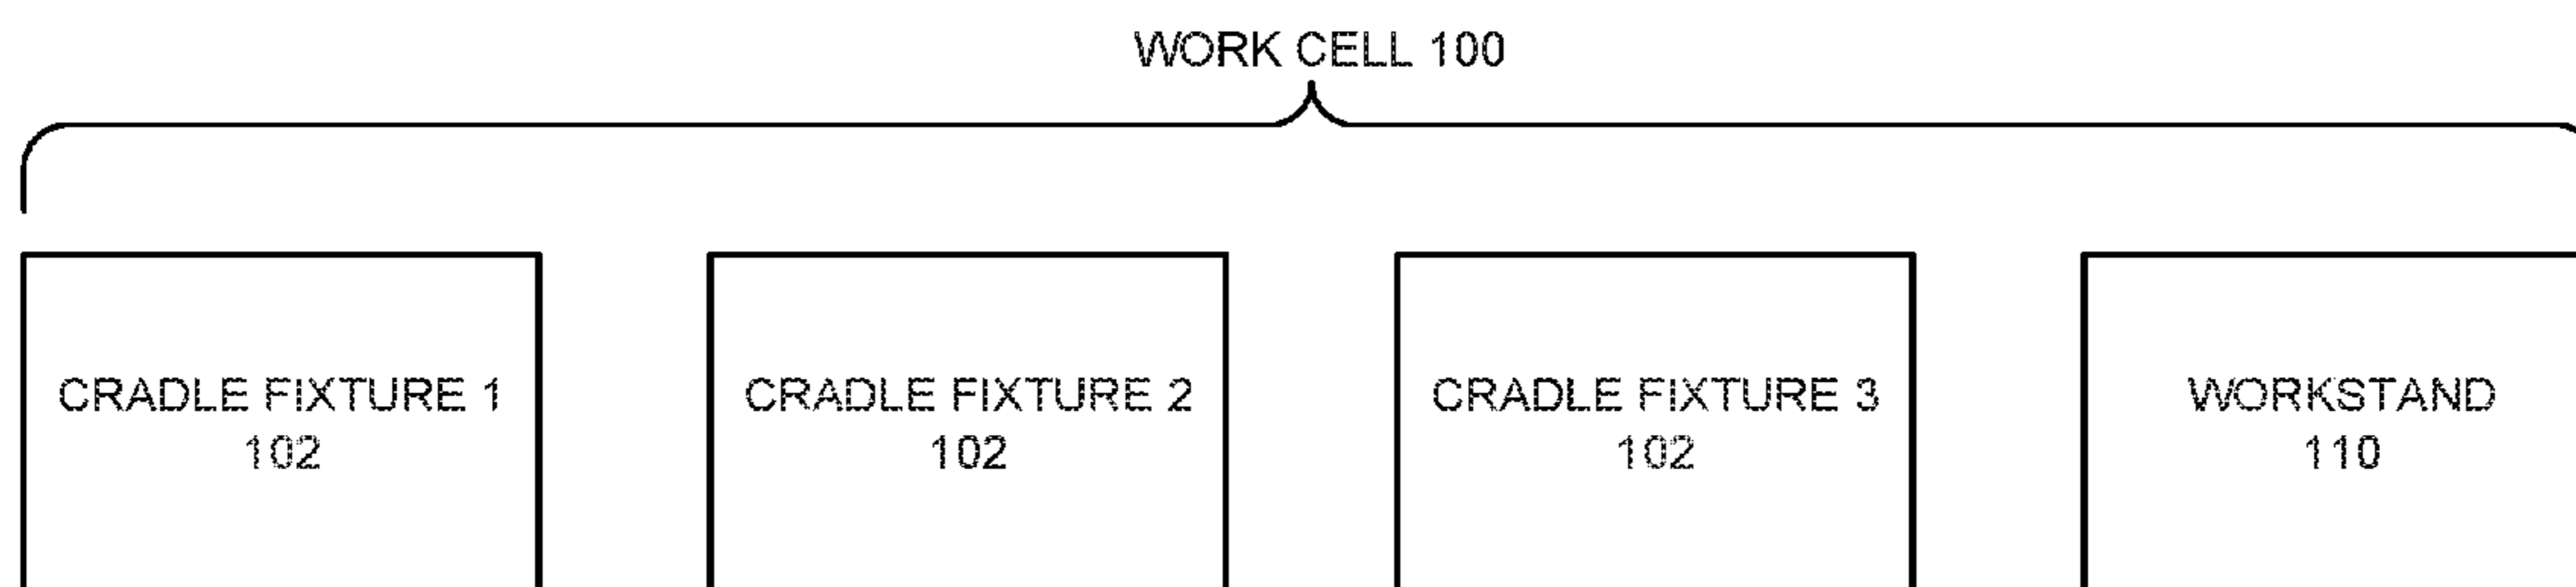 WORK CELL 100
CRADLE FIXTURE 1
102
CRADLE FIXTURE 2
102
CRADLE FIXTURE 3
102
WORKSTAND
110